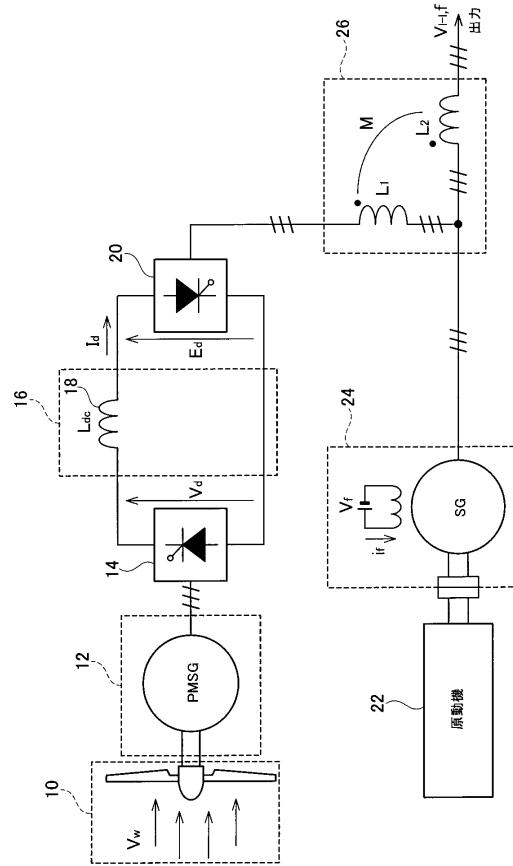 10
Vw
12
PMSG
14
Vd
16
18
Ldc
Id
Ed
20
26
M
L1
L2
Vl-l,f
出力
22
原動機
24
Vf
if
SG